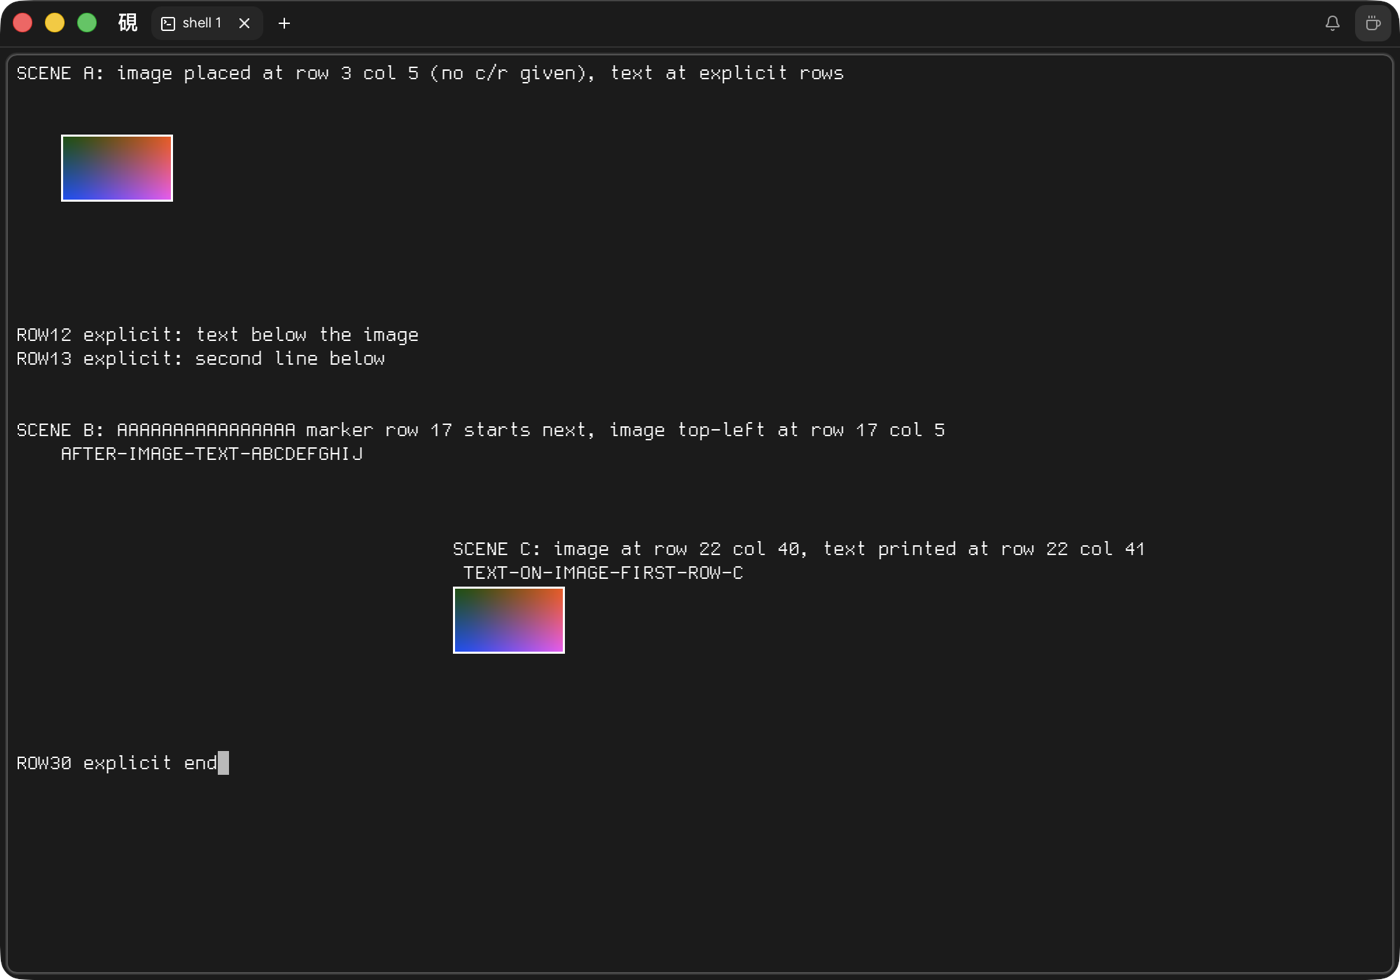 硯 shell 1
SCENE A: image placed at row 3 col 5 (no c/r given), text at explicit rows
ROW12 explicit: text below the image
ROW13 explicit: second line below
SCENE B: AAAAAAAAAAAAAAAA marker row 17 starts next, image top-left at row 17 col 5
AFTER-IMAGE-TEXT-ABCDEFGHIJ
SCENE C: image at row 22 col 40, text printed at row 22 col 41
TEXT-ON-IMAGE-FIRST-ROW-C
ROW30 explicit end